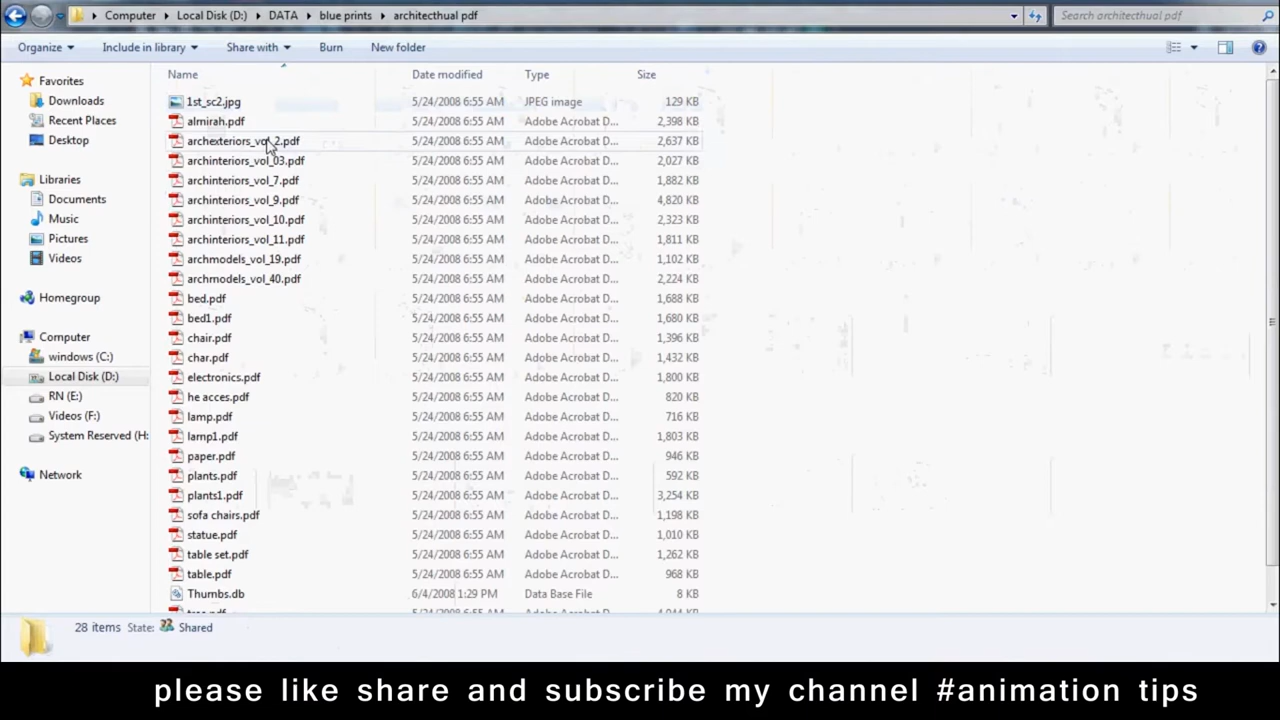 Computer ▸ Local Disk (D:) ▸ DATA ▸ blue prints ▸ architecthual pdf
Search architecthual pdf
Organize Include in library Share with Burn New folder
Name Date modified Type Size
Favorites
Downloads
Recent Places
Desktop
Libraries
Documents
Music
Pictures
Videos
Homegroup
Computer
windows (C:)
Local Disk (D:)
RN (E:)
Videos (F:)
System Reserved (H:
Network
1st_sc2.jpg 5/24/2008 6:55 AM JPEG image 129 KB
almirah.pdf 5/24/2008 6:55 AM Adobe Acrobat D... 2,398 KB
archexteriors_vol_2.pdf 5/24/2008 6:55 AM Adobe Acrobat D... 2,637 KB
archinteriors_vol_03.pdf 5/24/2008 6:55 AM Adobe Acrobat D... 2,027 KB
archinteriors_vol_7.pdf 5/24/2008 6:55 AM Adobe Acrobat D... 1,882 KB
archinteriors_vol_9.pdf 5/24/2008 6:55 AM Adobe Acrobat D... 4,820 KB
archinteriors_vol_10.pdf 5/24/2008 6:55 AM Adobe Acrobat D... 2,323 KB
archinteriors_vol_11.pdf 5/24/2008 6:55 AM Adobe Acrobat D... 1,811 KB
archmodels_vol_19.pdf 5/24/2008 6:55 AM Adobe Acrobat D... 1,102 KB
archmodels_vol_40.pdf 5/24/2008 6:55 AM Adobe Acrobat D... 2,224 KB
bed.pdf 5/24/2008 6:55 AM Adobe Acrobat D... 1,688 KB
bed1.pdf 5/24/2008 6:55 AM Adobe Acrobat D... 1,680 KB
chair.pdf 5/24/2008 6:55 AM Adobe Acrobat D... 1,396 KB
char.pdf 5/24/2008 6:55 AM Adobe Acrobat D... 1,432 KB
electronics.pdf 5/24/2008 6:55 AM Adobe Acrobat D... 1,800 KB
he acces.pdf 5/24/2008 6:55 AM Adobe Acrobat D... 820 KB
lamp.pdf 5/24/2008 6:55 AM Adobe Acrobat D... 716 KB
lamp1.pdf 5/24/2008 6:55 AM Adobe Acrobat D... 1,803 KB
paper.pdf 5/24/2008 6:55 AM Adobe Acrobat D... 946 KB
plants.pdf 5/24/2008 6:55 AM Adobe Acrobat D... 592 KB
plants1.pdf 5/24/2008 6:55 AM Adobe Acrobat D... 3,254 KB
sofa chairs.pdf 5/24/2008 6:55 AM Adobe Acrobat D... 1,198 KB
statue.pdf 5/24/2008 6:55 AM Adobe Acrobat D... 1,010 KB
table set.pdf 5/24/2008 6:55 AM Adobe Acrobat D... 1,262 KB
table.pdf 5/24/2008 6:55 AM Adobe Acrobat D... 968 KB
Thumbs.db 6/4/2008 1:29 PM Data Base File 8 KB
28 items State: Shared
please like share and subscribe my channel #animation tips